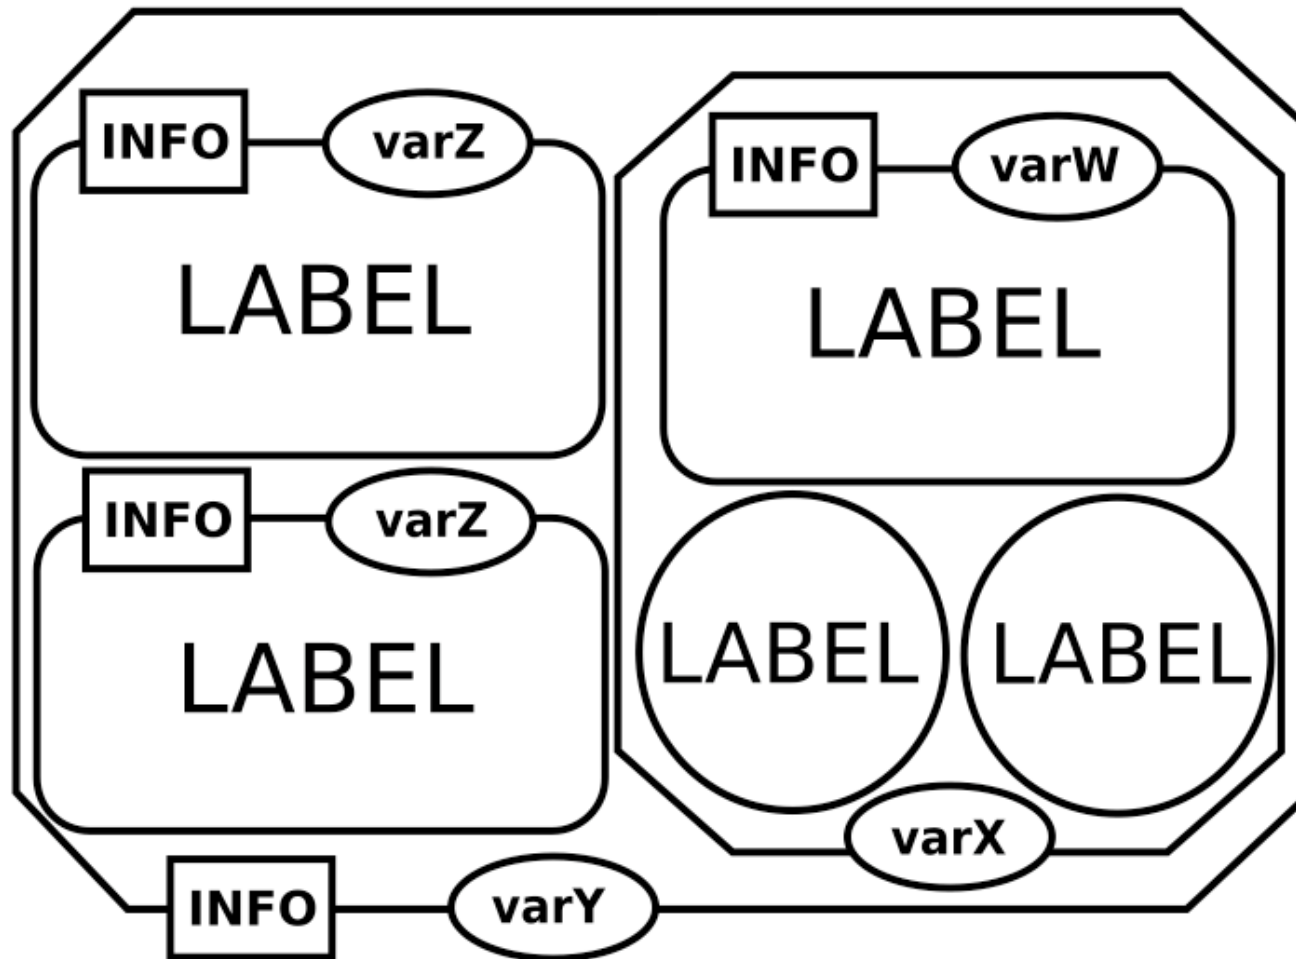 INFO varZ
LABEL
INFO varZ
LABEL
INFO varW
LABEL
LABEL LABEL
varX
INFO varY